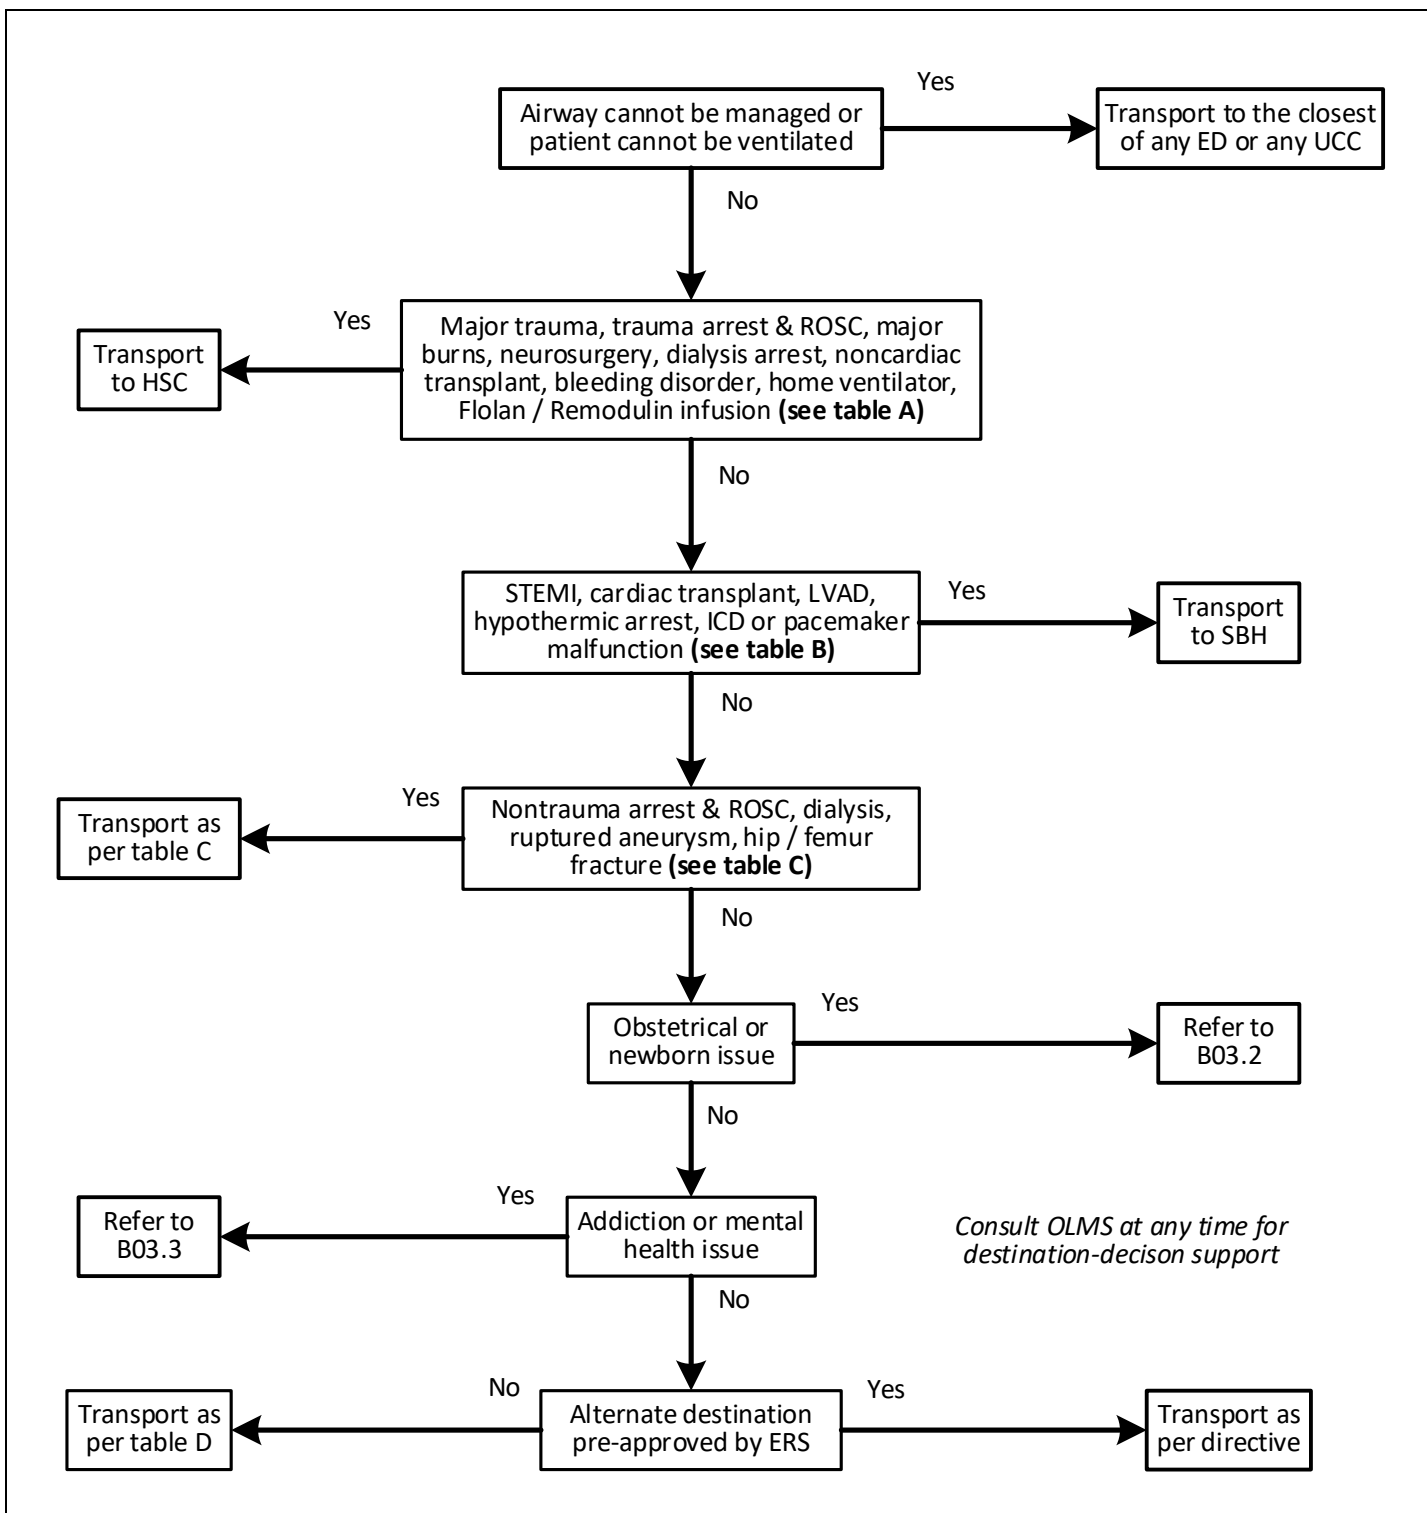 Yes
Airway cannot be managed or
patient cannot be ventilated
Transport to the closest
of any ED or any UCC
No
Yes
Transport
to HSC
Major trauma, trauma arrest & ROSC, major
burns, neurosurgery, dialysis arrest, noncardiac
transplant, bleeding disorder, home ventilator,
Flolan / Remodulin infusion (see table A)
No
STEMI, cardiac transplant, LVAD,
hypothermic arrest, ICD or pacemaker
malfunction (see table B)
Yes
Transport
to SBH
No
Yes
Transport as
per table C
Nontrauma arrest & ROSC, dialysis,
ruptured aneurysm, hip / femur
fracture (see table C)
No
Obstetrical or
newborn issue
Yes
Refer to
B03.2
No
Yes
Refer to
B03.3
Addiction or mental
health issue
Consult OLMS at any time for
destination-decison support
No
No
Transport as
per table D
Alternate destination
pre-approved by ERS
Yes
Transport as
per directive